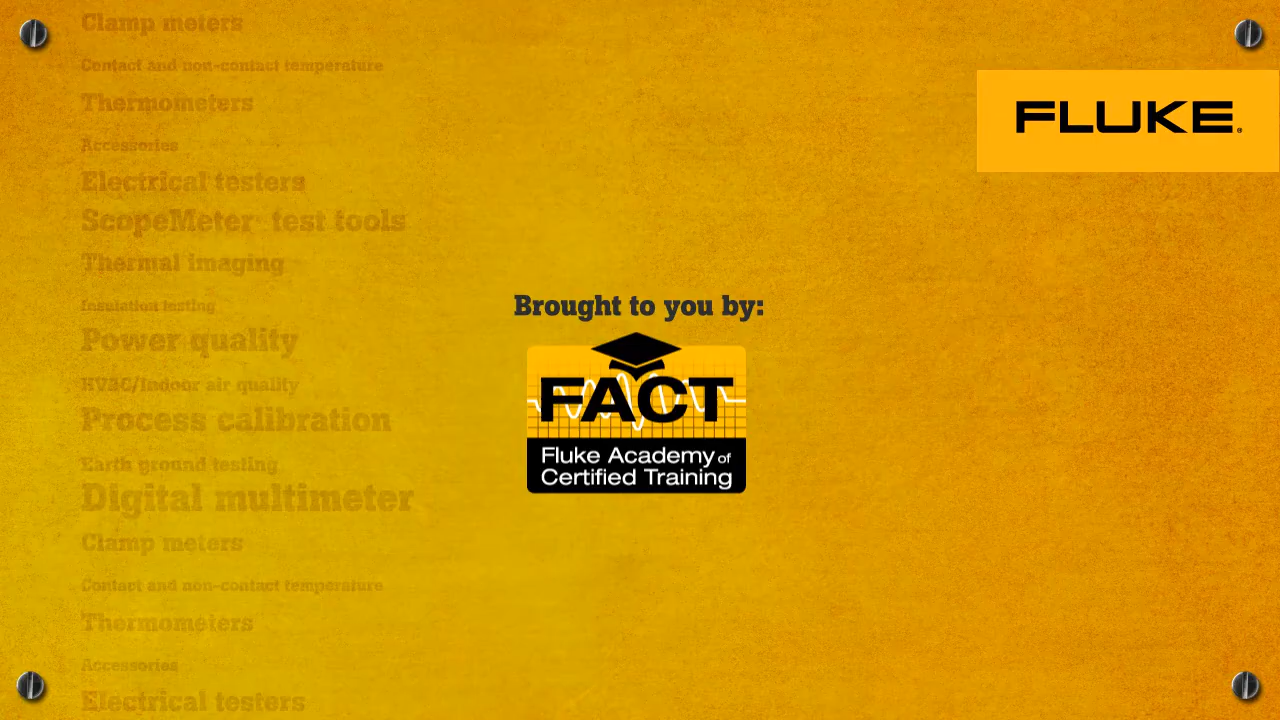 Clamp meters
Contact and non-contact temperature
Thermometers
Accessories
Electrical testers
ScopeMeter test tools
Thermal imaging
Insulation testing
Power quality
HVAC/Indoor air quality
Process calibration
Earth ground testing
Digital multimeter
Clamp meters
Contact and non-contact temperature
Thermometers
Accessories
Electrical testers
FLUKE®
Brought to you by:
FACT
Fluke Academy of
Certified Training